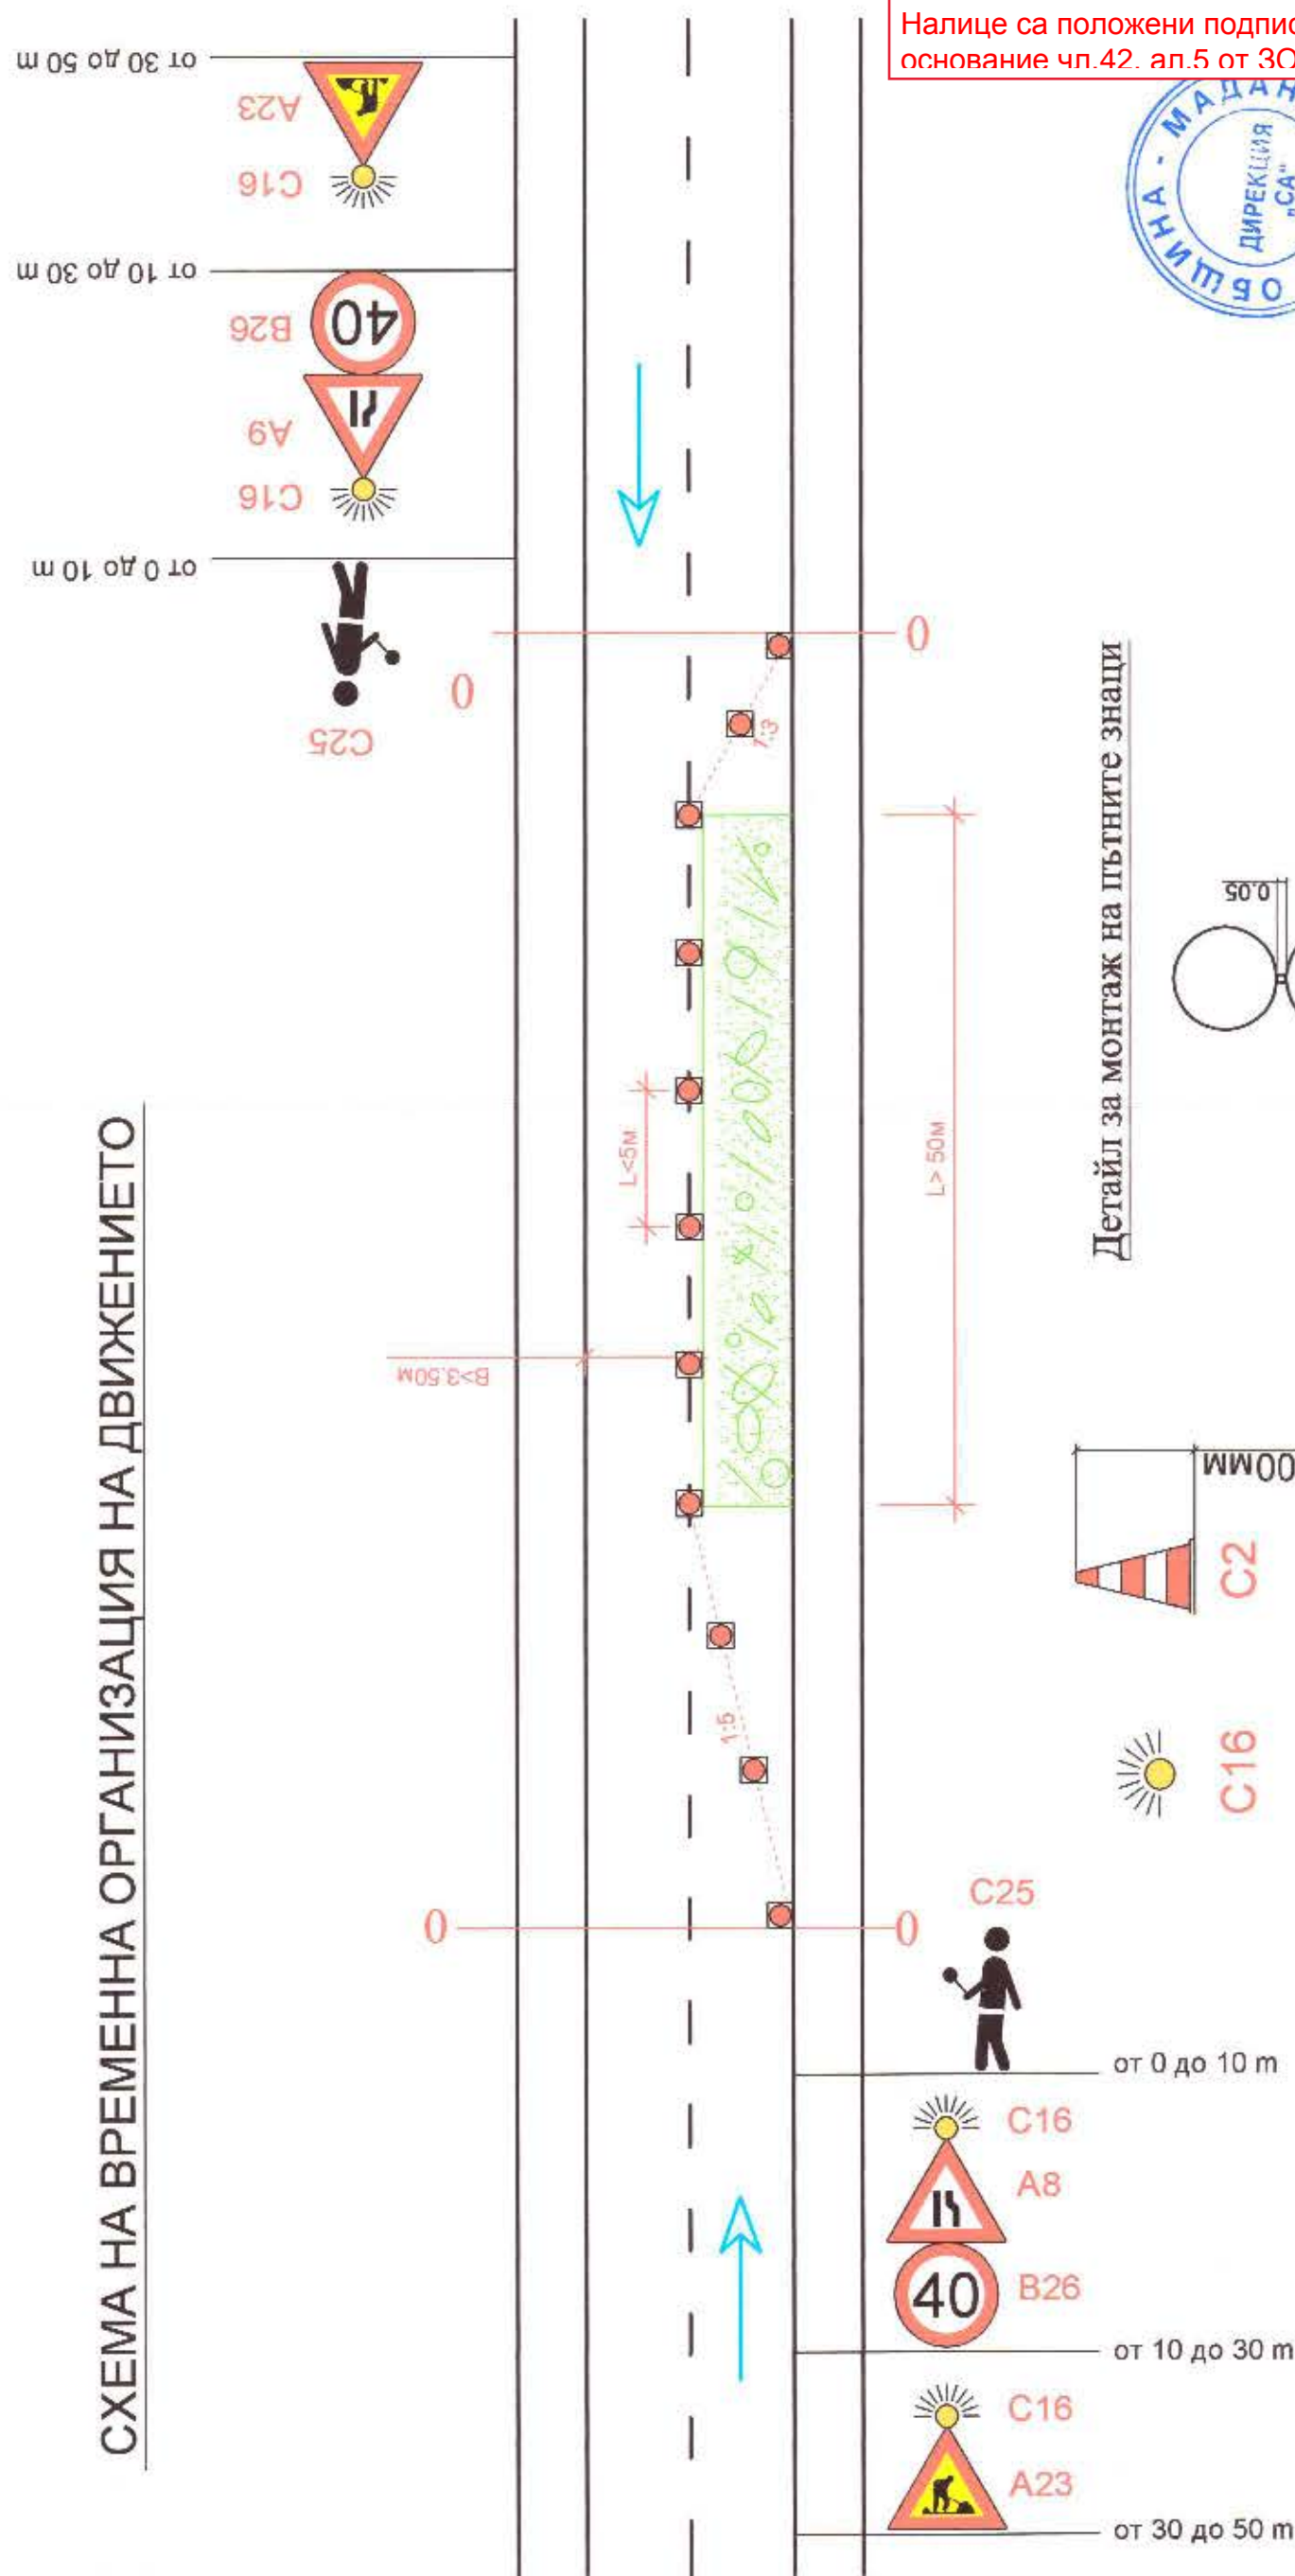 Налице са положени подпис
основание чл.42, ал.5 от ЗО
ОБЩИНА - МАДАН
ДИРЕКЦИЯ
"СА"
СХЕМА НА ВРЕМЕННА ОРГАНИЗАЦИЯ НА ДВИЖЕНИЕТО
от 30 до 50 m
A23
C16
от 10 до 30 m
B26
40
A9
C16
от 0 до 10 m
C25
0
0
1:3
L<5м
L> 50м
B>3.50м
1:5
0
0
Детайл за монтаж на пътните знаци
0.05
00мм
C2
C16
C25
от 0 до 10 m
C16
A8
40
B26
от 10 до 30 m
C16
A23
от 30 до 50 m